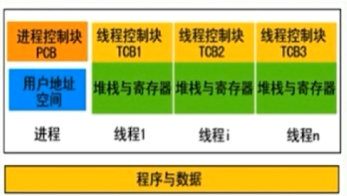 进程控制块
PCB
线程控制块
TCB1
线程控制块
TCB2
线程控制块
TCB3
用户地址
空间
堆栈与寄存器
堆栈与寄存器
堆栈与寄存器
进程
线程1
线程i
线程n
程序与数据